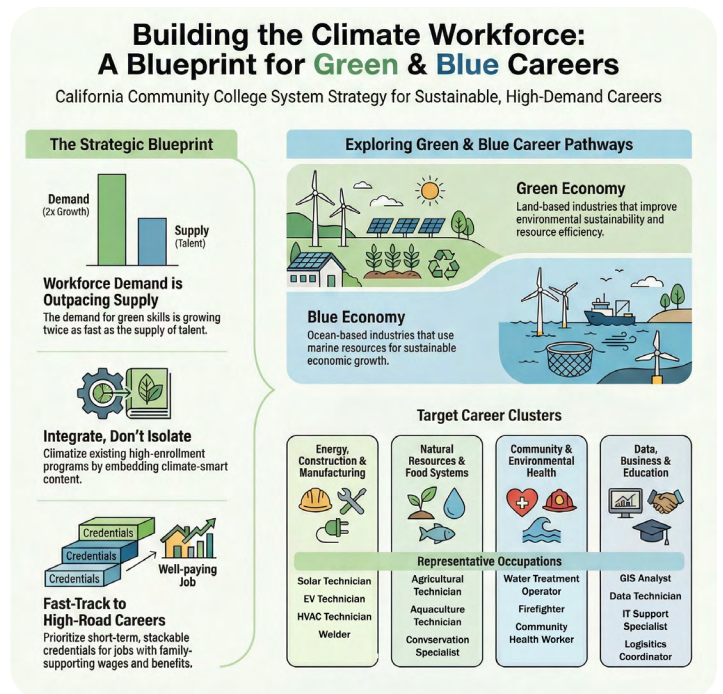 Building the Climate Workforce:
A Blueprint for Green & Blue Careers
California Community College System Strategy for Sustainable, High-Demand Careers
The Strategic Blueprint
Demand
(2x Growth)
Supply
(Talent)
Workforce Demand is
Outpacing Supply
The demand for green skills is growing
twice as fast as the supply of talent.
Integrate, Don't Isolate
Climatize existing high-enrollment
programs by embedding climate-smart
content.
Credentials
Credentials
Credentials
Well-paying
Job
Fast-Track to
High-Road Careers
Prioritize short-term, stackable
credentials for jobs with family-
supporting wages and benefits.
Exploring Green & Blue Career Pathways
Green Economy
Land-based industries that improve
environmental sustainability and
resource efficiency.
Blue Economy
Ocean-based industries that use
marine resources for sustainable
economic growth.
Target Career Clusters
Energy,
Construction &
Manufacturing
Natural
Resources &
Food Systems
Community &
Environmental
Health
Data,
Business &
Education
Representative Occupations
Solar Technician
EV Technician
HVAC Technician
Welder
Agricultural
Technician
Aquaculture
Technician
Convservation
Specialist
Water Treatment
Operator
Firefighter
Community
Health Worker
GIS Analyst
Data Technician
IT Support
Specialist
Logisitics
Coordinator